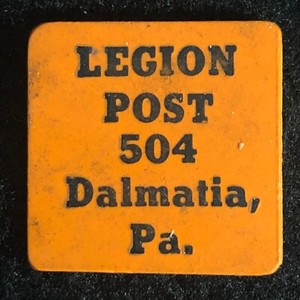 LEGION
POST
504
Dalmatia,
Pa.